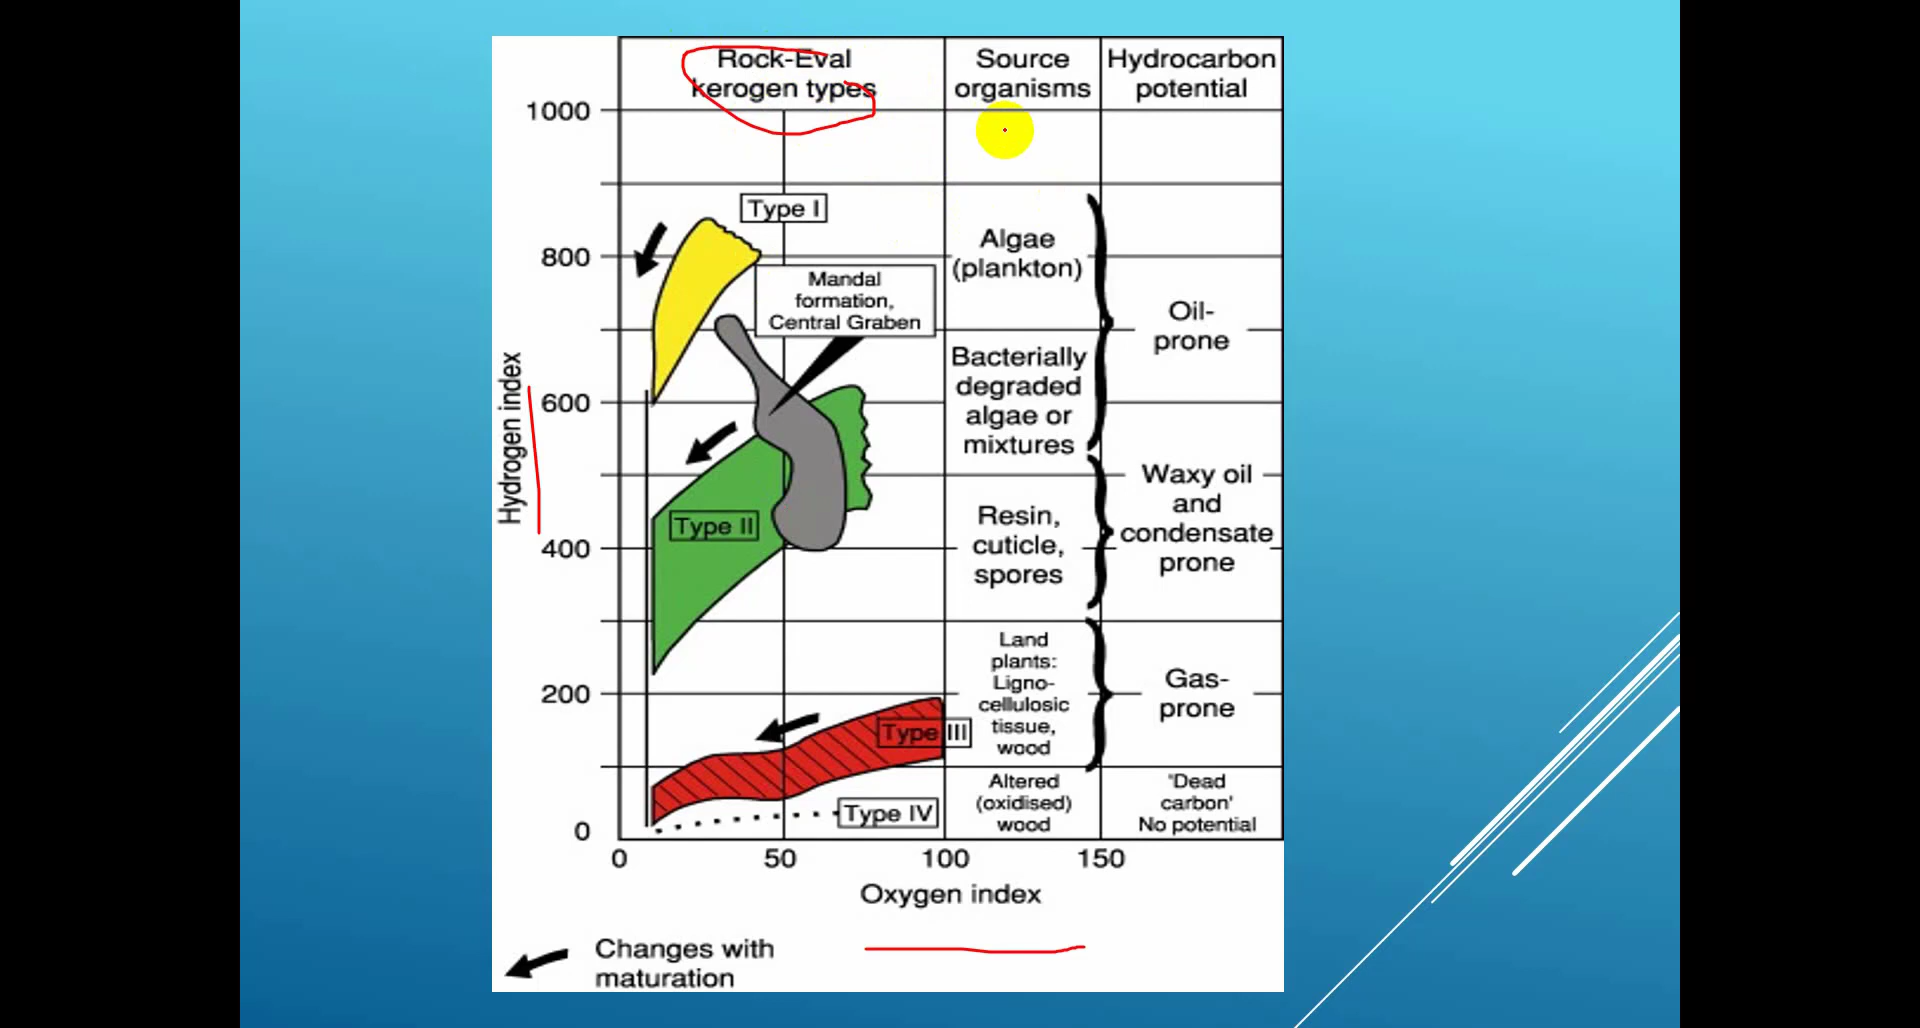 Rock-Eval
kerogen types
Source
organisms
Hydrocarbon
potential
1000
800
600
400
200
0
Hydrogen index
Type I
Mandal
formation,
Central Graben
Type II
Type III
Type IV
Algae
(plankton)
Bacterially
degraded
algae or
mixtures
Resin,
cuticle,
spores
Land
plants:
Ligno-
cellulosic
tissue,
wood
Altered
(oxidised)
wood
Oil-
prone
Waxy oil
and
condensate
prone
Gas-
prone
'Dead
carbon'
No potential
0
50
100
150
Oxygen index
Changes with
maturation